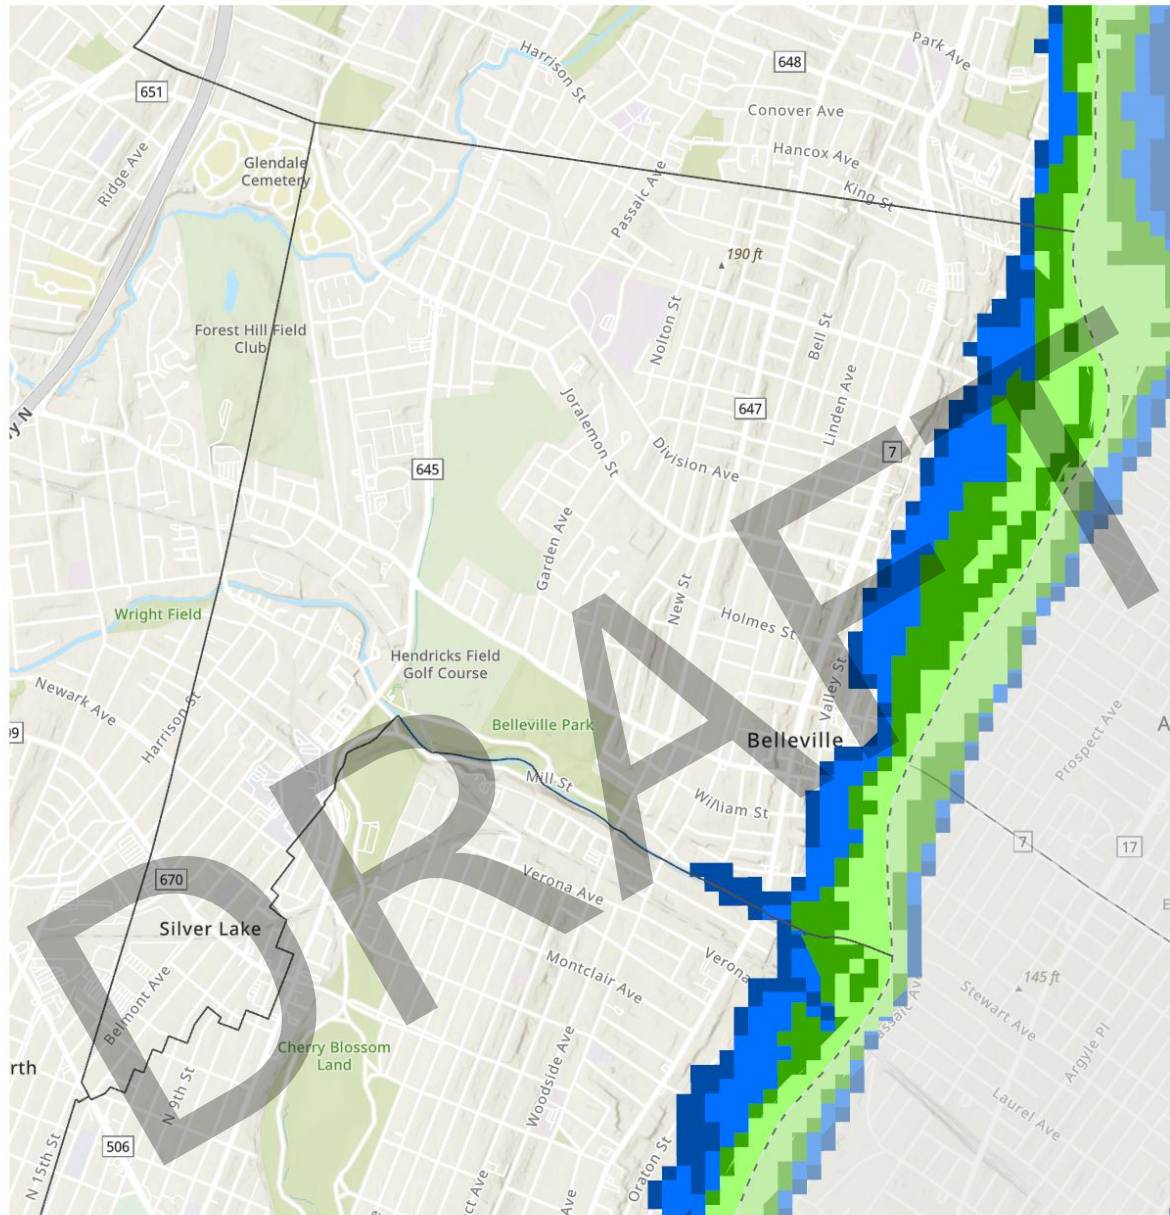 Harrison St
Park Ave
648
651
Conover Ave
Hancox Ave
Glendale
Cemetery
Ridge Ave
Passaic Ave
King St
190 ft
Forest Hill Field
Club
Nolton St
Bell St
Linden Ave
Joralemon St
647
7
y N
645
Division Ave
Garden Ave
New St
Wright Field
Holmes St
Hendricks Field
Golf Course
Newark Ave
Harrison St
Valley St
Belleville Park
Belleville
Prospect Ave
A
Mill St
William St
7
17
Verona Ave
670
Silver Lake
E
Verona
Montclair Ave
145 ft
Stewart Ave
Belmont Ave
assaic Av
Cherry Blossom
Land
rth
Woodside Ave
Argyle Pl
N 9th St
Laurel Ave
506
N 15th St
Oraton St
ct Ave
Ave
DRAFT